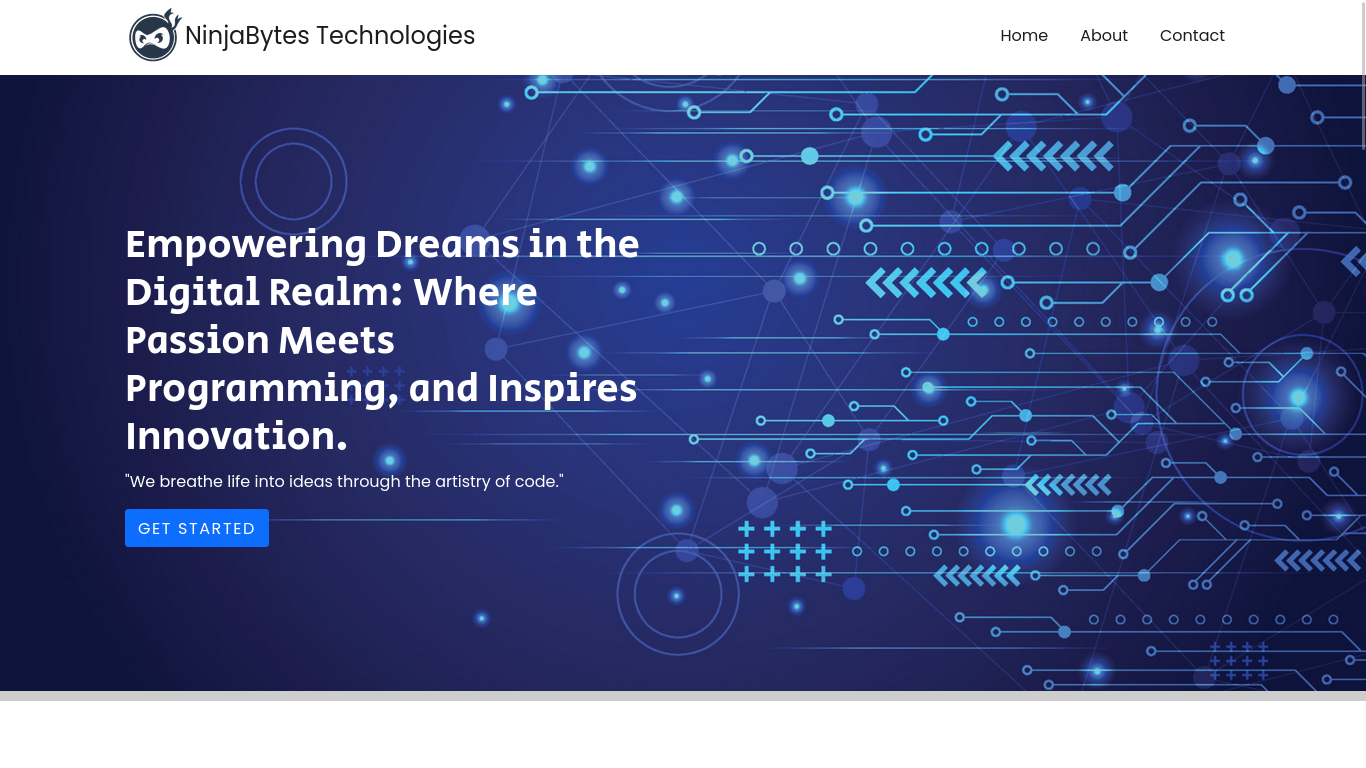 NinjaBytes Technologies
Home About Contact
Empowering Dreams in the
Digital Realm: Where
Passion Meets
Programming, and Inspires
Innovation.
"We breathe life into ideas through the artistry of code."
GET STARTED